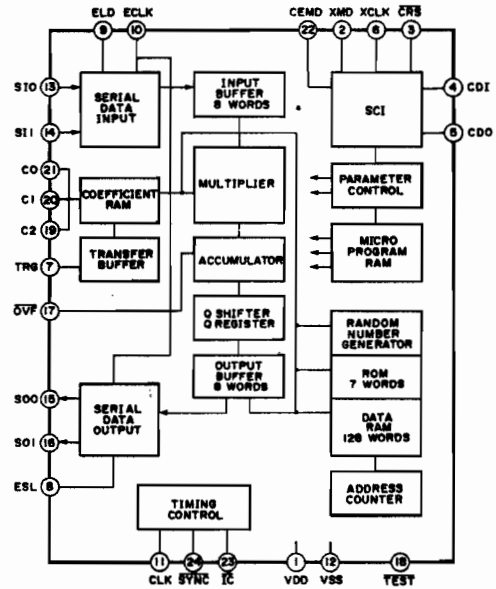 ELD ECLK CEMD XMD XCLK CRS
9 10 22 2 6 3
SI0 13
SI1 14
SERIAL
DATA
INPUT
INPUT
BUFFER
8 WORDS
SCI
4 CDI
5 CDO
C0 21
C1 20
C2 19
COEFFICIENT
RAM
MULTIPLIER
PARAMETER
CONTROL
TRG 7
TRANSFER
BUFFER
ACCUMULATOR
MICRO
PROGRAM
RAM
OVF 17
Q SHIFTER
Q REGISTER
RANDOM
NUMBER
GENERATOR
OUTPUT
BUFFER
8 WORDS
ROM
7 WORDS
SO0 15
SO1 16
SERIAL
DATA
OUTPUT
DATA
RAM
128 WORDS
ESL 8
TIMING
CONTROL
ADDRESS
COUNTER
11 24 23 1 12 18
CLK SYNC IC VDD VSS TEST